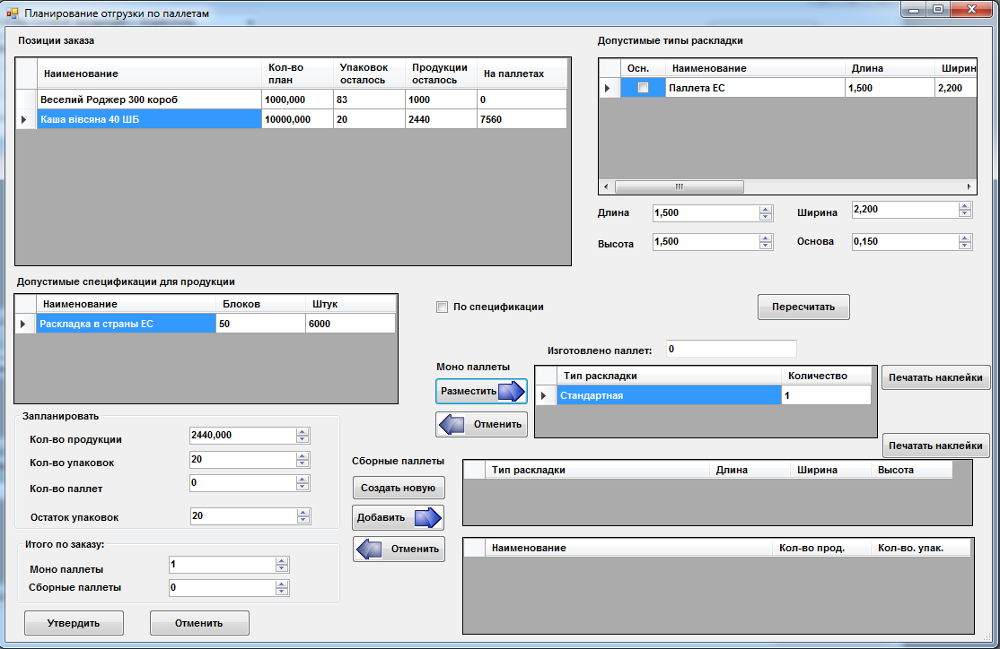 Планирование отгрузки по паллетам
Позиции заказа
Наименование Кол-во план Упаковок осталось Продукции осталось На паллетах
Веселий Роджер 300 короб 1000,000 83 1000 0
Каша вівсяна 40 ШБ 10000,000 20 2440 7560
Допустимые типы раскладки
Осн. Наименование Длина Ширин
Паллета ЕС 1,500 2,200
Длина 1,500 Ширина 2,200
Высота 1,500 Основа 0,150
Допустимые спецификации для продукции
Наименование Блоков Штук
Раскладка в страны ЕС 50 6000
По спецификации
Пересчитать
Изготовлено паллет: 0
Моно паллеты
Разместить
Отменить
Тип раскладки Количество
Стандартная 1
Печатать наклейки
Запланировать
Кол-во продукции 2440,000
Кол-во упаковок 20
Кол-во паллет 0
Остаток упаковок 20
Печатать наклейки
Сборные паллеты
Создать новую
Добавить
Отменить
Тип раскладки Длина Ширина Высота
Наименование Кол-во прод. Кол-во. упак.
Итого по заказу:
Моно паллеты 1
Сборные паллеты 0
Утвердить Отменить